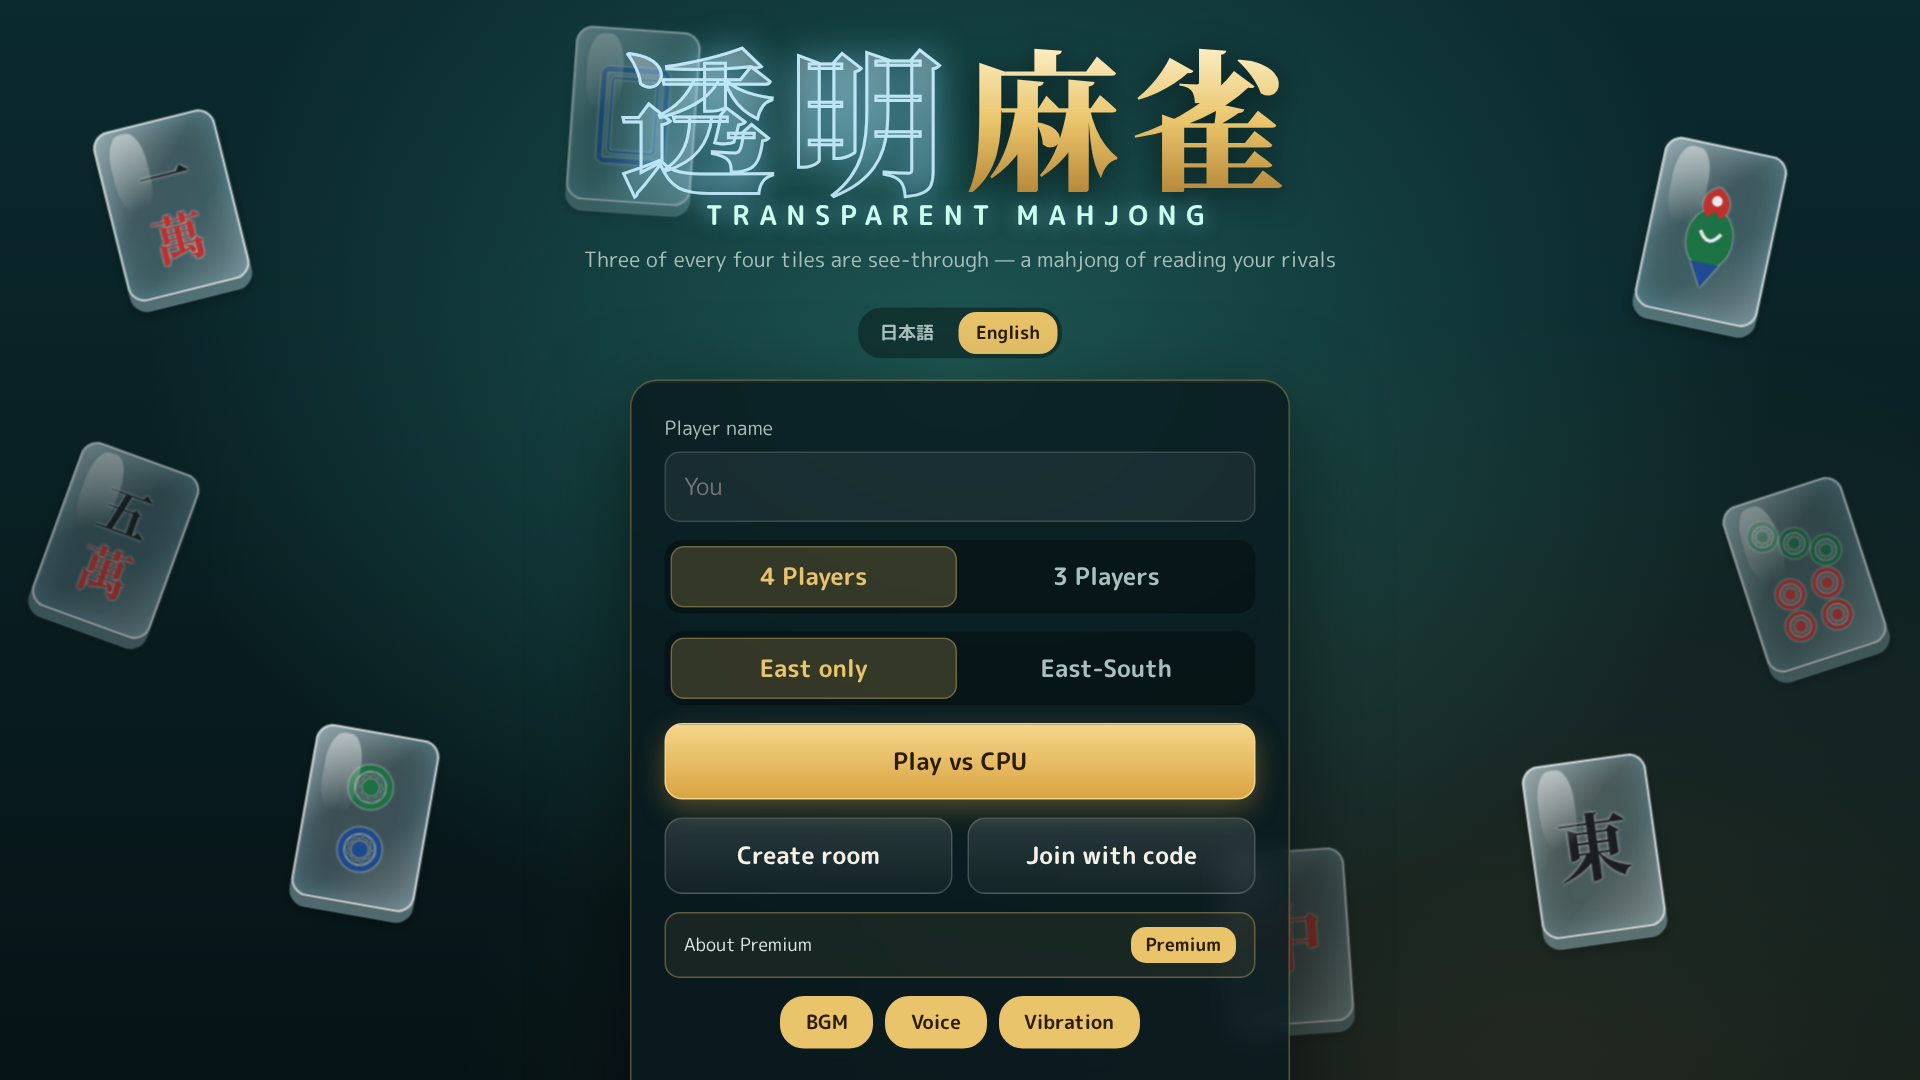 透明麻雀
TRANSPARENT MAHJONG
Three of every four tiles are see-through — a mahjong of reading your rivals
日本語 English
Player name
You
4 Players 3 Players
East only East-South
Play vs CPU
Create room Join with code
About Premium Premium
BGM Voice Vibration
一
萬
五
萬
東
中